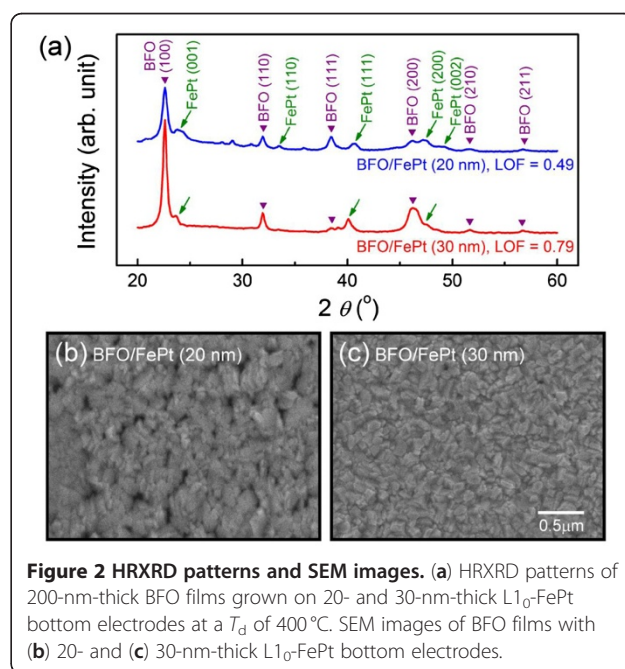 (a)
BFO (100)
FePt (001)
BFO (110)
FePt (110)
BFO (111)
FePt (111)
BFO (200)
FePt (200)
FePt (002)
BFO (210)
BFO (211)
BFO/FePt (20 nm), LOF = 0.49
BFO/FePt (30 nm), LOF = 0.79
Intensity (arb. unit)
20 30 40 50 60
2 θ (°)
(b) BFO/FePt (20 nm)
(c) BFO/FePt (30 nm)
0.5μm
Figure 2 HRXRD patterns and SEM images. (a) HRXRD patterns of
200-nm-thick BFO films grown on 20- and 30-nm-thick L1₀-FePt
bottom electrodes at a T_d of 400 °C. SEM images of BFO films with
(b) 20- and (c) 30-nm-thick L1₀-FePt bottom electrodes.